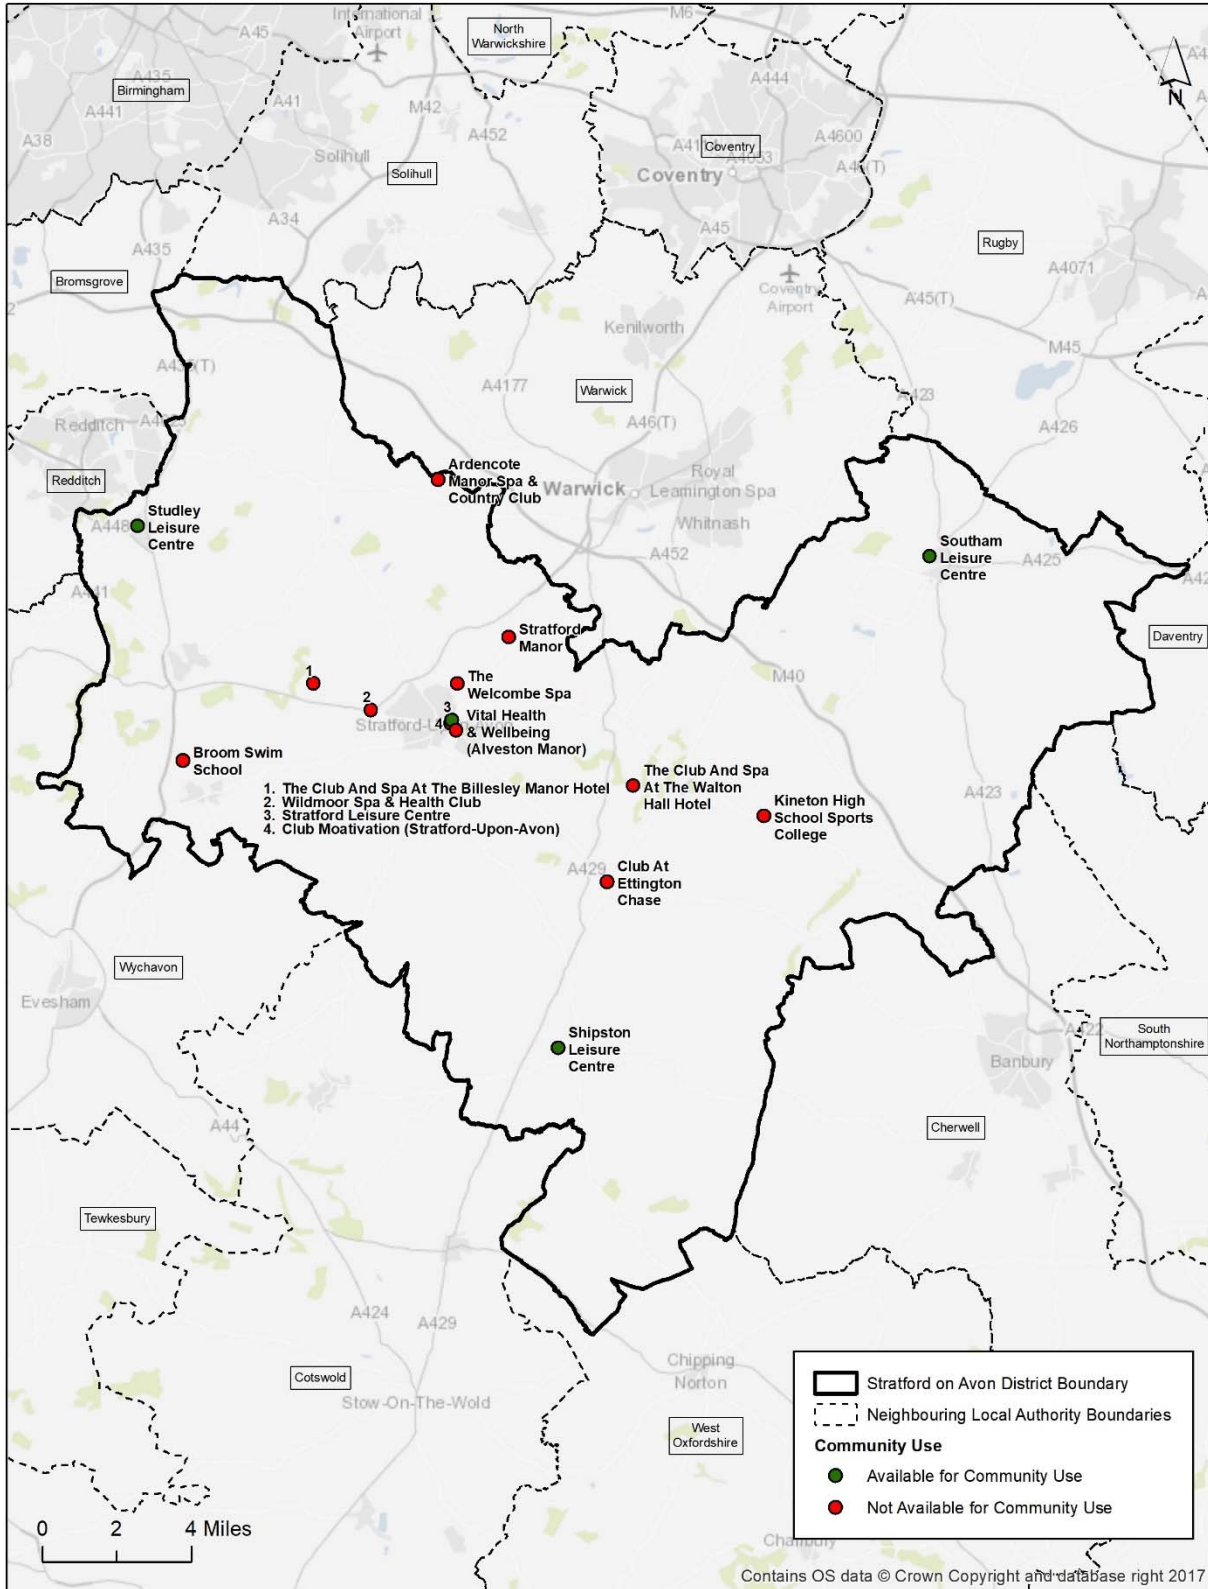 International
Airport
M6
North
Warwickshire
A45
A444
N
A435
Birmingham
A441
A41
M42
A452
A4600
A38
Solihull
Solihull
Coventry
A4053
Coventry
A34
A45
Rugby
A435
A4071
Bromsgrove
Coventry
Airport
A45(T)
Kenilworth
M45
A435(T)
A4177
Warwick
A423
A46(T)
A426
Redditch
A4023
Redditch
Ardencote
Manor Spa &
Country Club
Royal
Leamington Spa
Warwick
Whitnash
A448
Studley
Leisure
Centre
A452
Southam
Leisure
Centre
A425
A441
Stratford
Manor
Daventry
1
The
Welcombe Spa
M40
2
3
Stratford-Upon-Avon
4
Vital Health
& Wellbeing
(Alveston Manor)
Broom Swim
School
The Club And Spa
At The Walton
Hall Hotel
A423
1. The Club And Spa At The Billesley Manor Hotel
2. Wildmoor Spa & Health Club
3. Stratford Leisure Centre
4. Club Moativation (Stratford-Upon-Avon)
Kineton High
School Sports
College
A429
Club At
Ettington
Chase
Wychavon
Evesham
Shipston
Leisure
Centre
A422
South
Northamptonshire
Banbury
A44
Cherwell
Tewkesbury
A424
A429
Cotswold
Stow-On-The-Wold
Chipping
Norton
West
Oxfordshire
Stratford on Avon District Boundary
Neighbouring Local Authority Boundaries
Community Use
Available for Community Use
Not Available for Community Use
0 2 4 Miles
Contains OS data © Crown Copyright and database right 2017